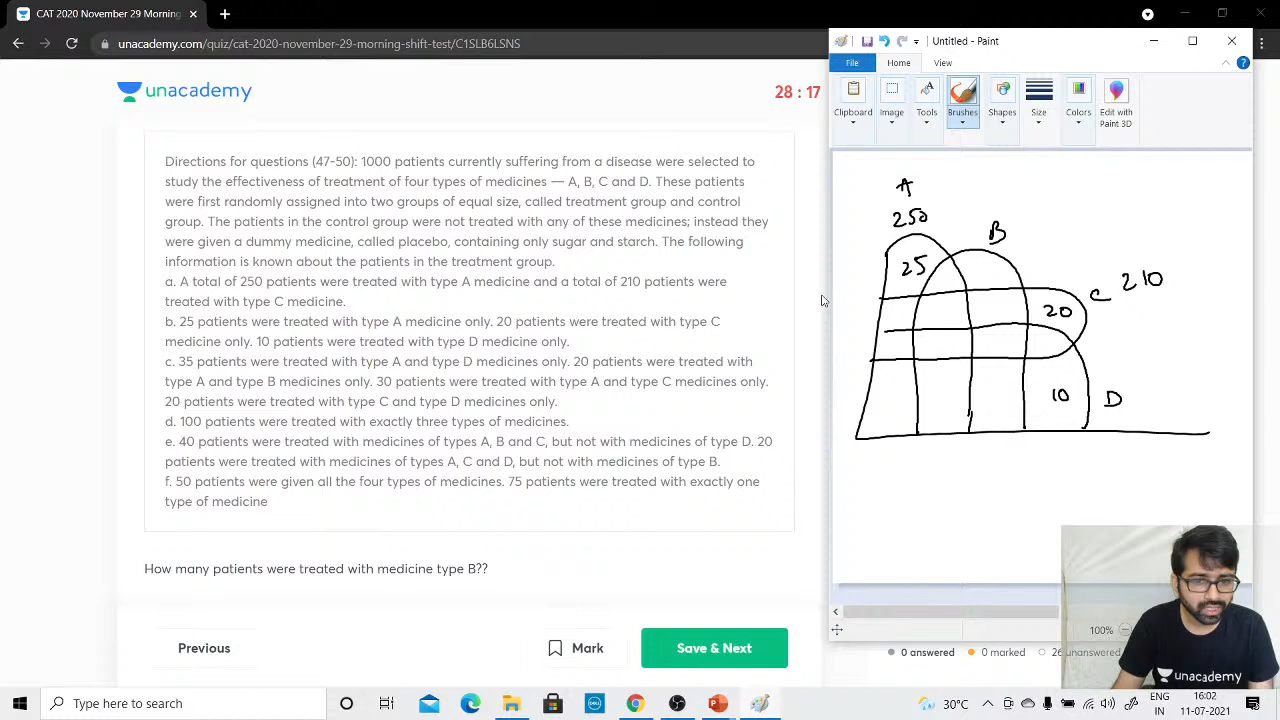 CAT 2020 November 29 Morning
unacademy.com/quiz/cat-2020-november-29-morning-shift-test/C1SLB6LSNS
Untitled - Paint
File
Home
View
Clipboard
Image
Tools
Brushes
Shapes
Size
Colors
Edit with
Paint 3D
unacademy
28 : 17
Directions for questions (47-50): 1000 patients currently suffering from a disease were selected to
study the effectiveness of treatment of four types of medicines — A, B, C and D. These patients
were first randomly assigned into two groups of equal size, called treatment group and control
group. The patients in the control group were not treated with any of these medicines; instead they
were given a dummy medicine, called placebo, containing only sugar and starch. The following
information is known about the patients in the treatment group.
a. A total of 250 patients were treated with type A medicine and a total of 210 patients were
treated with type C medicine.
b. 25 patients were treated with type A medicine only. 20 patients were treated with type C
medicine only. 10 patients were treated with type D medicine only.
c. 35 patients were treated with type A and type D medicines only. 20 patients were treated with
type A and type B medicines only. 30 patients were treated with type A and type C medicines only.
20 patients were treated with type C and type D medicines only.
d. 100 patients were treated with exactly three types of medicines.
e. 40 patients were treated with medicines of types A, B and C, but not with medicines of type D. 20
patients were treated with medicines of types A, C and D, but not with medicines of type B.
f. 50 patients were given all the four types of medicines. 75 patients were treated with exactly one
type of medicine
How many patients were treated with medicine type B??
Previous
Mark
Save & Next
A
250
B
25
C 210
20
10
D
100%
0 answered
0 marked
26 unanswered
unacademy
Type here to search
30°C
ENG
IN
16:02
11-07-2021